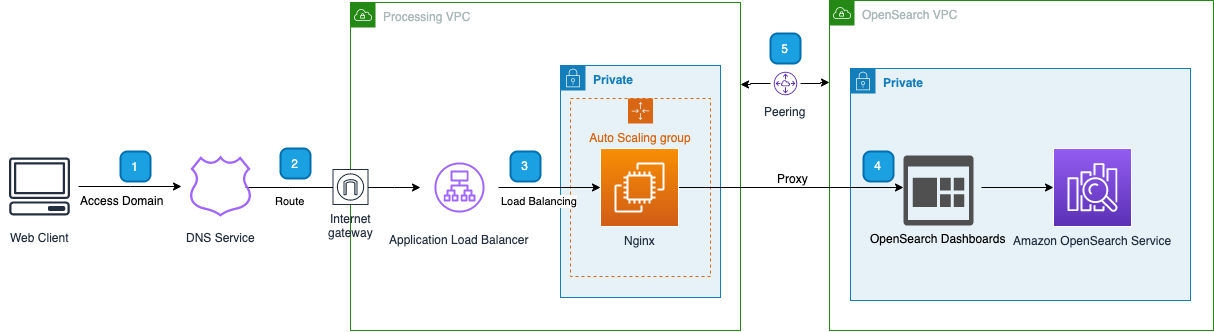 Processing VPC
OpenSearch VPC
5
Private
Peering
Private
Auto Scaling group
1
2
3
4
Proxy
Access Domain
Route
Load Balancing
Internet
gateway
Web Client
DNS Service
Application Load Balancer
Nginx
OpenSearch Dashboards
Amazon OpenSearch Service